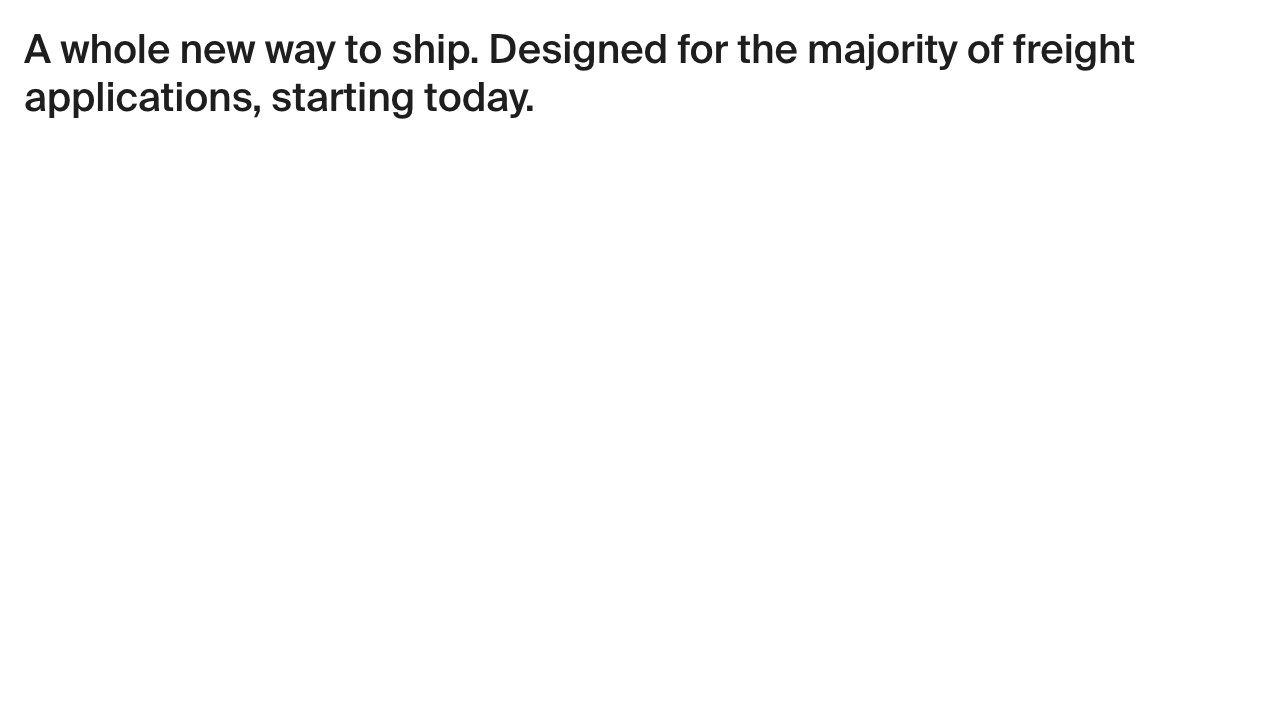 A whole new way to ship. Designed for the majority of freight
applications, starting today.